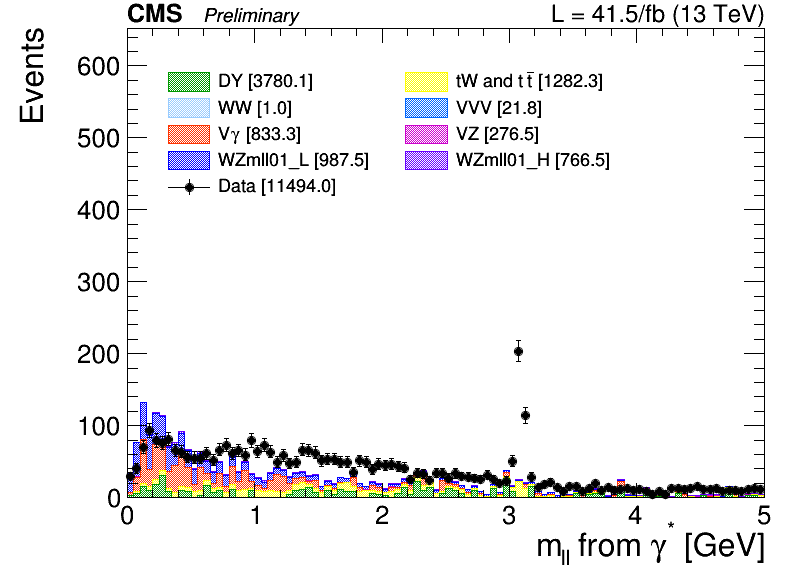 CMS Preliminary L = 41.5/fb (13 TeV)
Events
600
500
400
300
200
100
0
DY [3780.1] tW and tt̄ [1282.3]
WW [1.0] VVV [21.8]
Vγ [833.3] VZ [276.5]
WZmll01_L [987.5] WZmll01_H [766.5]
Data [11494.0]
0 1 2 3 4 5
m_ll from γ* [GeV]